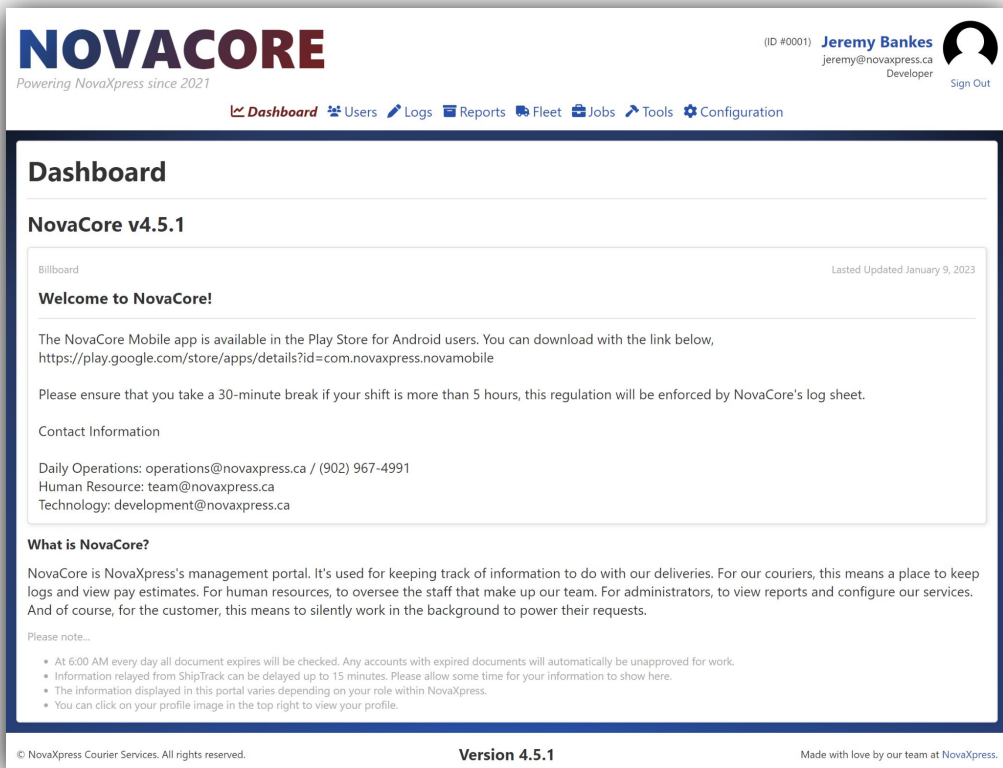 NOVACORE
Powering NovaXpress since 2021
(ID #0001) Jeremy Bankes
jeremy@novaxpress.ca
Developer
Sign Out
Dashboard Users Logs Reports Fleet Jobs Tools Configuration
Dashboard
NovaCore v4.5.1
Billboard
Lasted Updated January 9, 2023
Welcome to NovaCore!
The NovaCore Mobile app is available in the Play Store for Android users. You can download with the link below,
https://play.google.com/store/apps/details?id=com.novaxpress.novamobile
Please ensure that you take a 30-minute break if your shift is more than 5 hours, this regulation will be enforced by NovaCore's log sheet.
Contact Information
Daily Operations: operations@novaxpress.ca / (902) 967-4991
Human Resource: team@novaxpress.ca
Technology: development@novaxpress.ca
What is NovaCore?
NovaCore is NovaXpress's management portal. It's used for keeping track of information to do with our deliveries. For our couriers, this means a place to keep
logs and view pay estimates. For human resources, to oversee the staff that make up our team. For administrators, to view reports and configure our services.
And of course, for the customer, this means to silently work in the background to power their requests.
Please note...
• At 6:00 AM every day all document expires will be checked. Any accounts with expired documents will automatically be unapproved for work.
• Information relayed from ShipTrack can be delayed up to 15 minutes. Please allow some time for your information to show here.
• The information displayed in this portal varies depending on your role within NovaXpress.
• You can click on your profile image in the top right to view your profile.
© NovaXpress Courier Services. All rights reserved.
Version 4.5.1
Made with love by our team at NovaXpress.